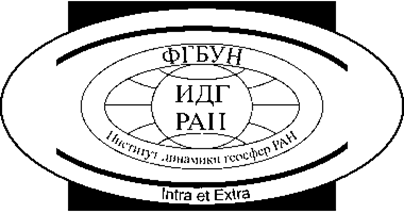 ФГБУН
ИДГ
РАН
Институт динамики геосфер РАН
Intra et Extra